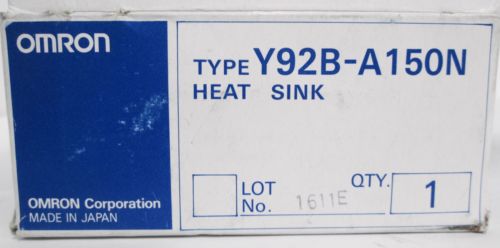 OMRON
TYPE Y92B-A150N
HEAT SINK
LOT No. 1611E
QTY. 1
OMRON Corporation
MADE IN JAPAN